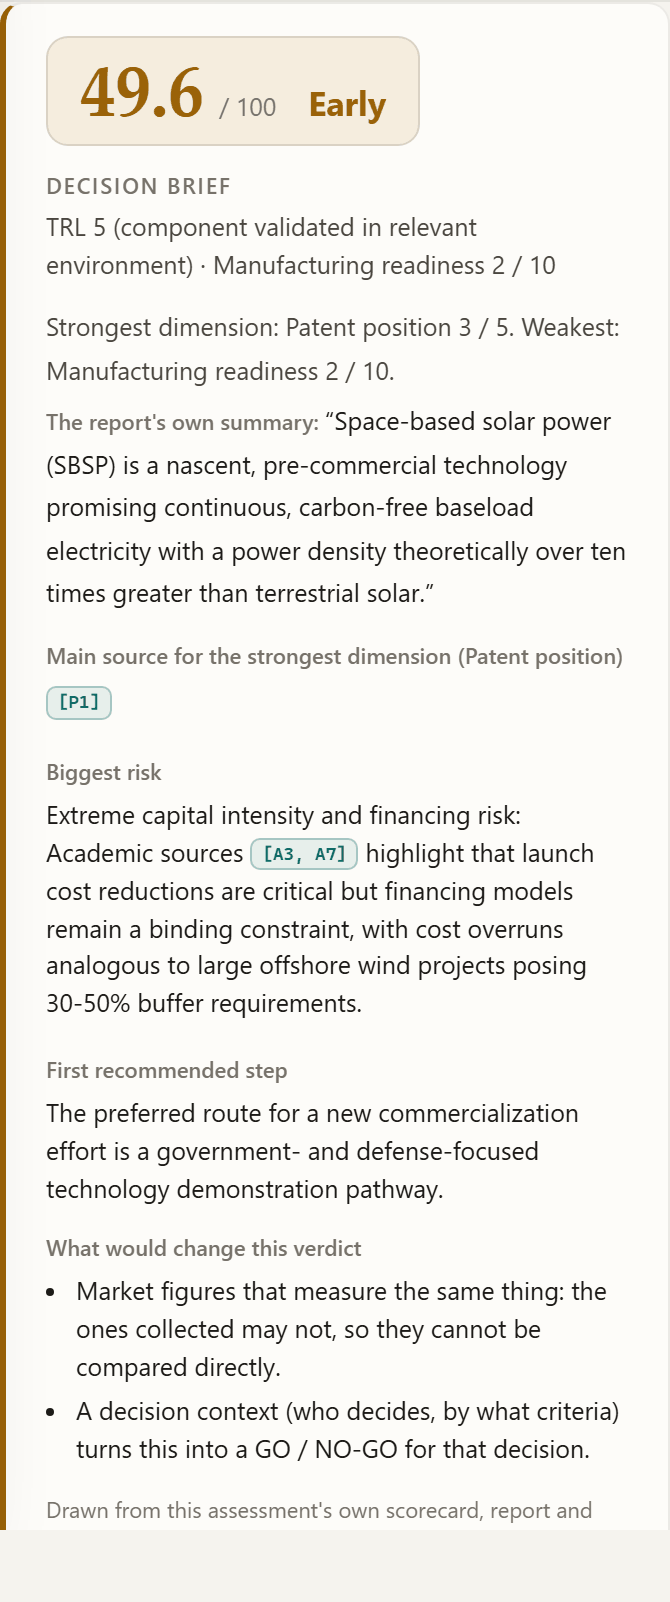 49.6 / 100 Early
DECISION BRIEF
TRL 5 (component validated in relevant
environment) · Manufacturing readiness 2 / 10
Strongest dimension: Patent position 3 / 5. Weakest:
Manufacturing readiness 2 / 10.
The report's own summary: “Space-based solar power
(SBSP) is a nascent, pre-commercial technology
promising continuous, carbon-free baseload
electricity with a power density theoretically over ten
times greater than terrestrial solar.”
Main source for the strongest dimension (Patent position)
[P1]
Biggest risk
Extreme capital intensity and financing risk:
Academic sources [A3, A7] highlight that launch
cost reductions are critical but financing models
remain a binding constraint, with cost overruns
analogous to large offshore wind projects posing
30-50% buffer requirements.
First recommended step
The preferred route for a new commercialization
effort is a government- and defense-focused
technology demonstration pathway.
What would change this verdict
• Market figures that measure the same thing: the
ones collected may not, so they cannot be
compared directly.
• A decision context (who decides, by what criteria)
turns this into a GO / NO-GO for that decision.
Drawn from this assessment's own scorecard, report and